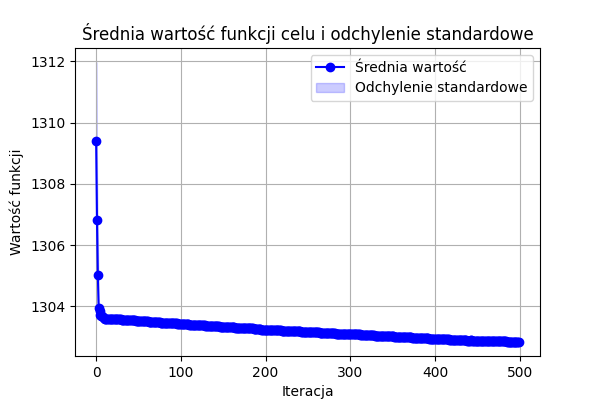 Średnia wartość funkcji celu i odchylenie standardowe
Średnia wartość
Odchylenie standardowe
Wartość funkcji
1312
1310
1308
1306
1304
0 100 200 300 400 500
Iteracja